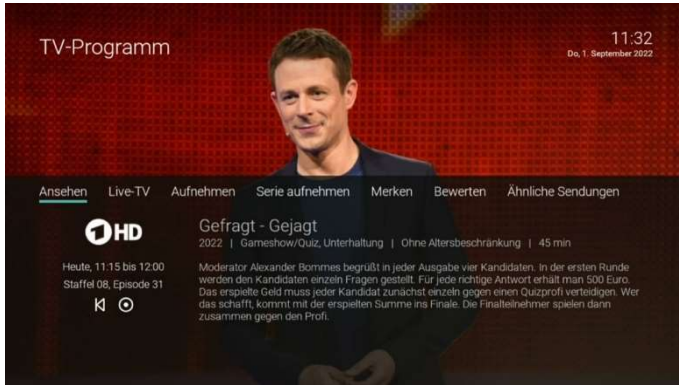 TV-Programm
11:32
Do, 1. September 2022
Ansehen Live-TV Aufnehmen Serie aufnehmen Merken Bewerten Ähnliche Sendungen
1 HD
Gefragt - Gejagt
2022 | Gameshow/Quiz, Unterhaltung | Ohne Altersbeschränkung | 45 min
Heute, 11:15 bis 12:00
Staffel 08, Episode 31
Moderator Alexander Bommes begrüßt in jeder Ausgabe vier Kandidaten. In der ersten Runde
werden den Kandidaten einzeln Fragen gestellt. Für jede richtige Antwort erhält man 500 Euro.
Das erspielte Geld muss jeder Kandidat zunächst einzeln gegen einen Quizprofi verteidigen. Wer
das schafft, kommt mit der erspielten Summe ins Finale. Die Finalteilnehmer spielen dann
zusammen gegen den Profi.